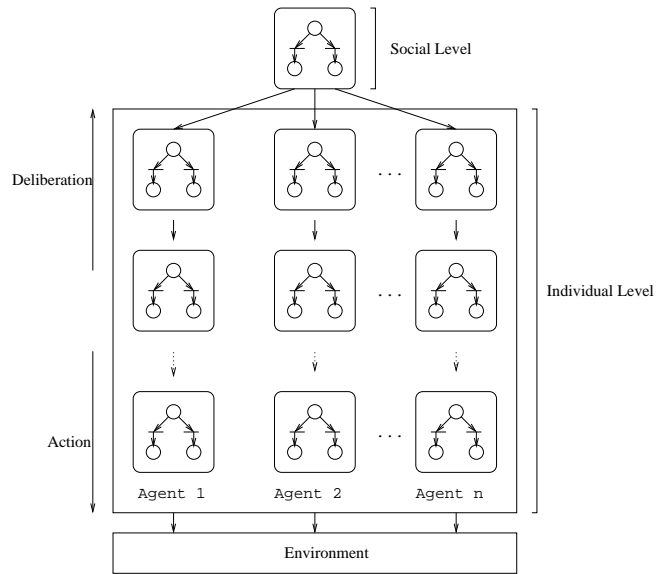 Social Level
Deliberation
. . .
. . .
Individual Level
Action
. . .
Agent 1
Agent 2
Agent n
Environment